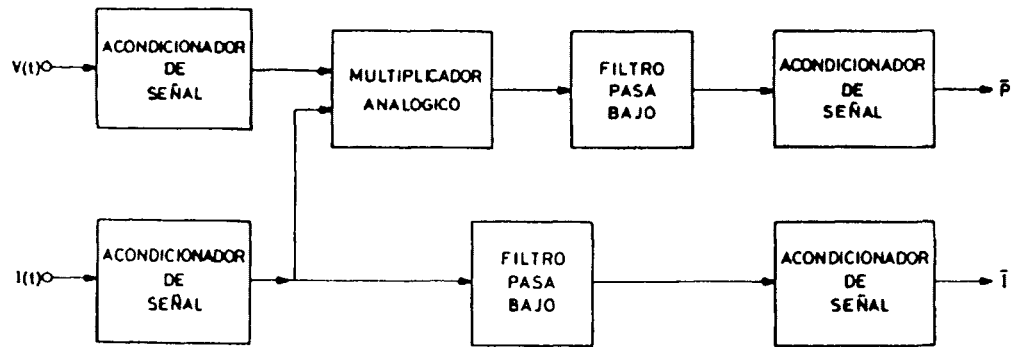 V(t)
ACONDICIONADOR
DE
SEÑAL
MULTIPLICADOR
ANALOGICO
FILTRO
PASA
BAJO
ACONDICIONADOR
DE
SEÑAL
P̄
I(t)
ACONDICIONADOR
DE
SEÑAL
FILTRO
PASA
BAJO
ACONDICIONADOR
DE
SEÑAL
Ī